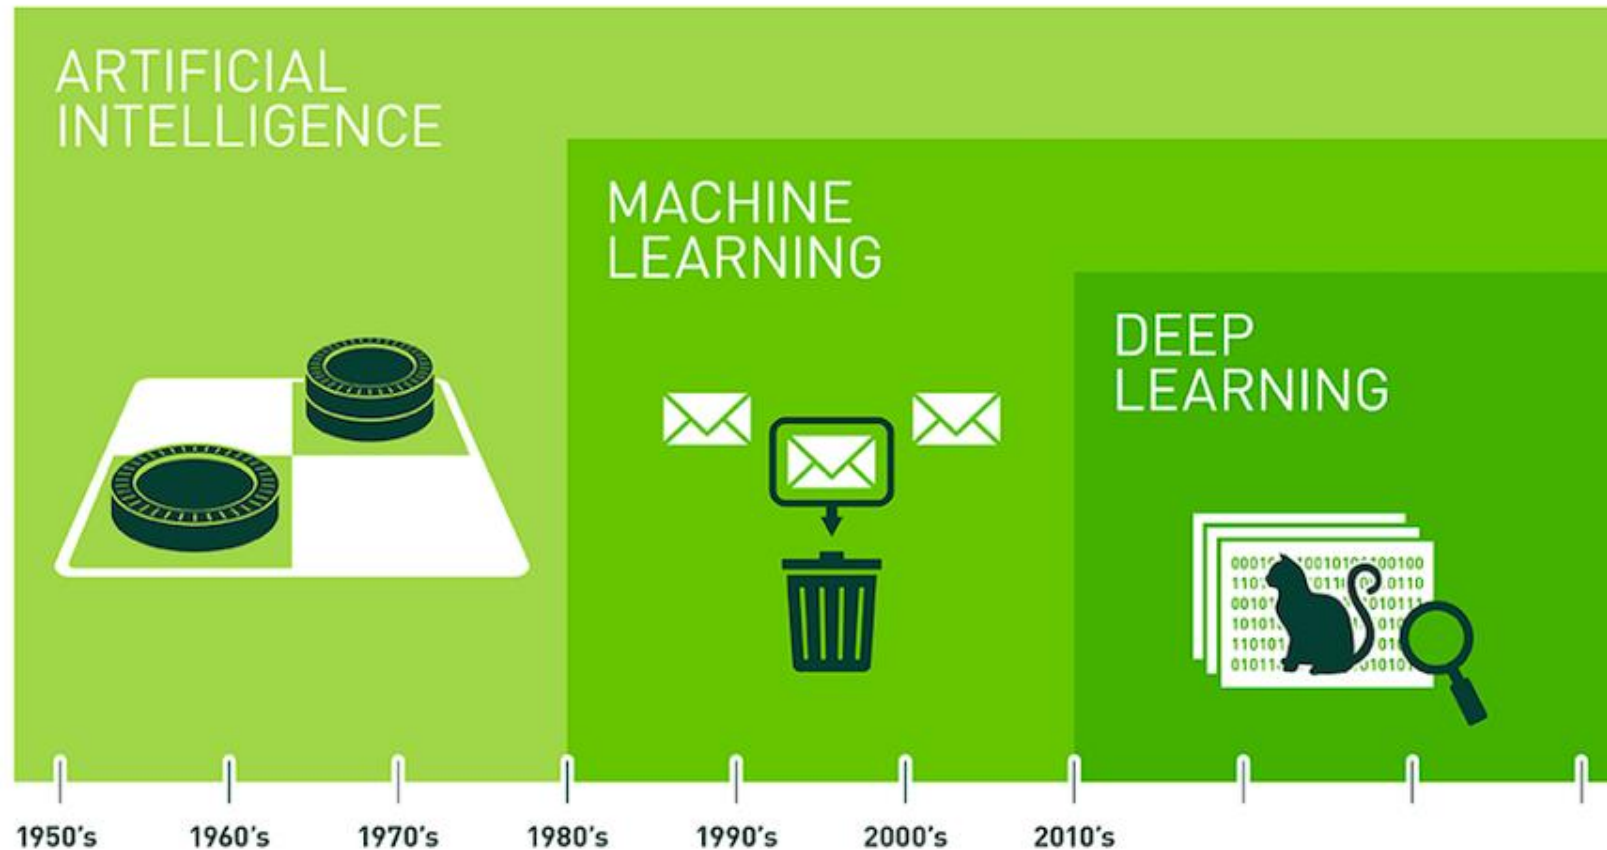 ARTIFICIAL
INTELLIGENCE
MACHINE
LEARNING
DEEP
LEARNING
1950's 1960's 1970's 1980's 1990's 2000's 2010's